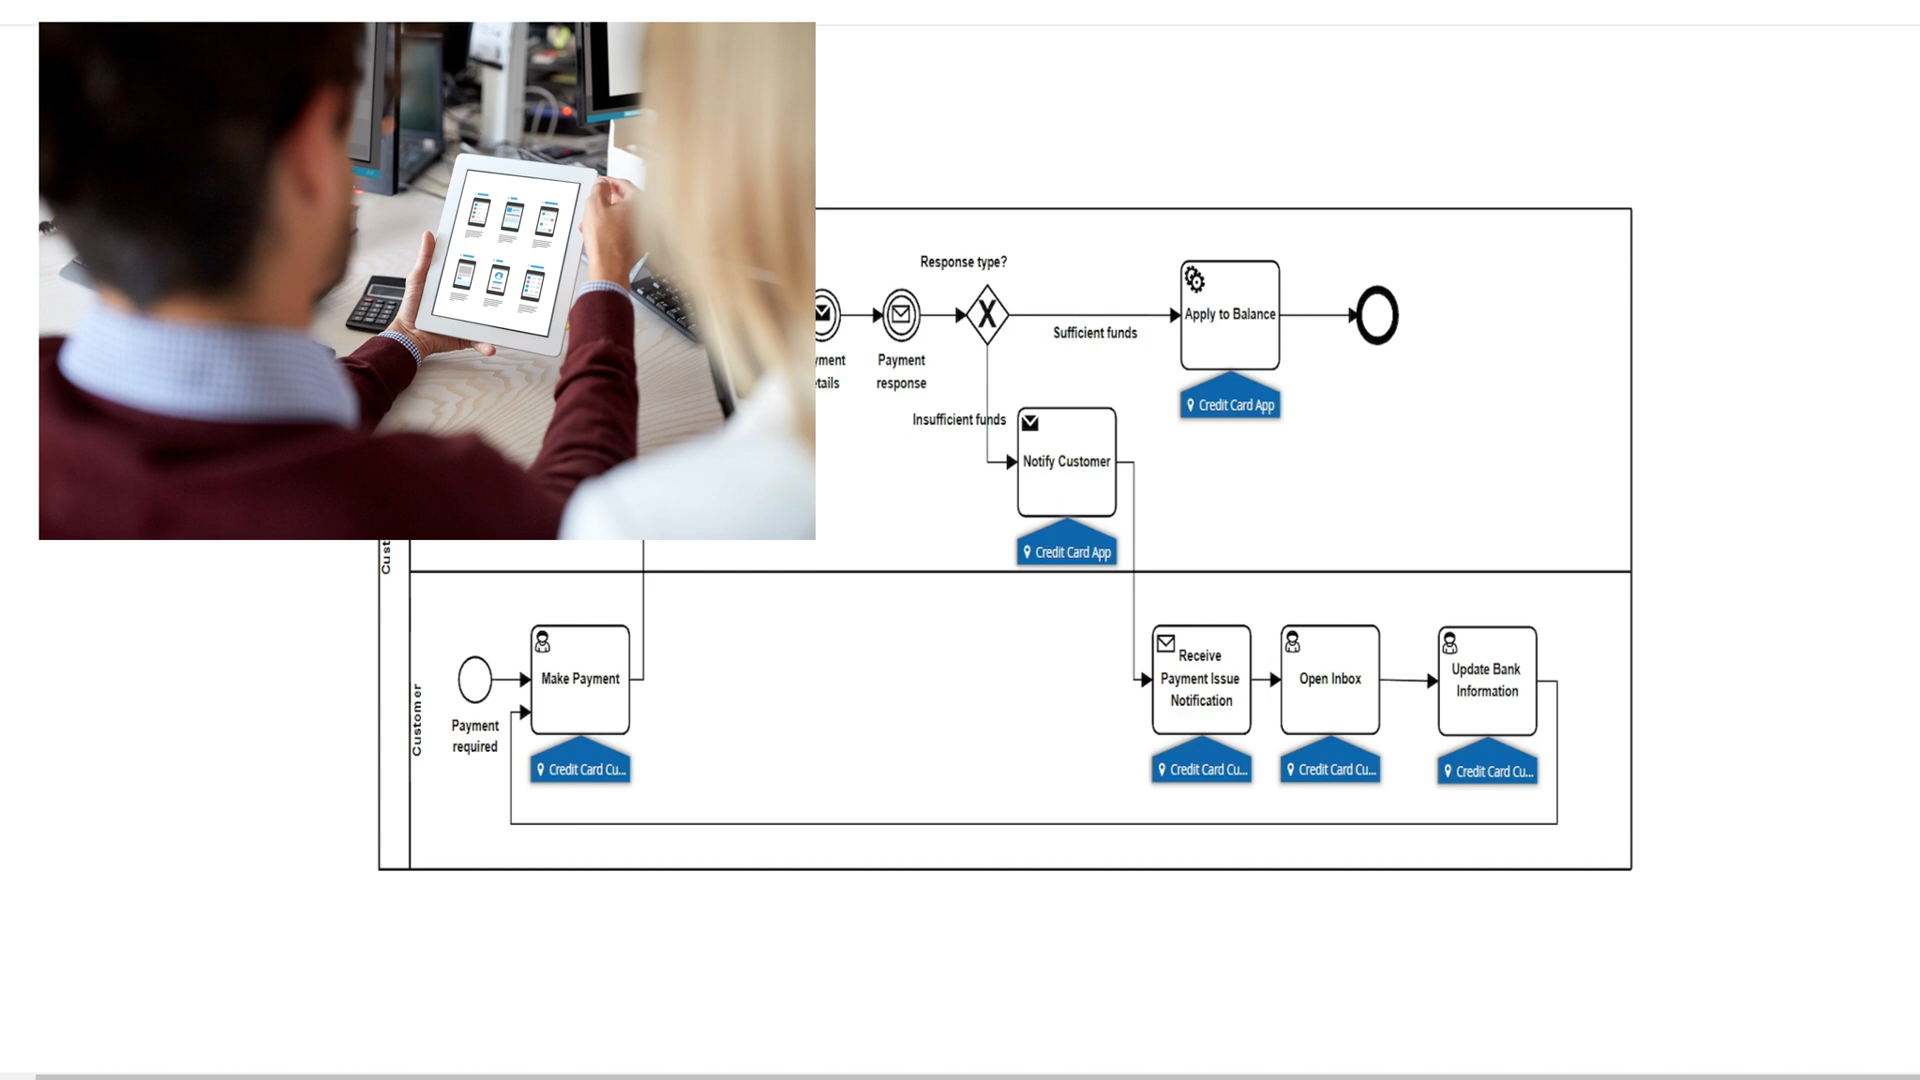 Response type?
Apply to Balance
Sufficient funds
yment
tails
Payment
response
Credit Card App
Insufficient funds
Notify Customer
Credit Card App
Cust
Customer
Make Payment
Payment
required
Credit Card Cu...
Receive
Payment Issue
Notification
Credit Card Cu...
Open Inbox
Credit Card Cu...
Update Bank
Information
Credit Card Cu...